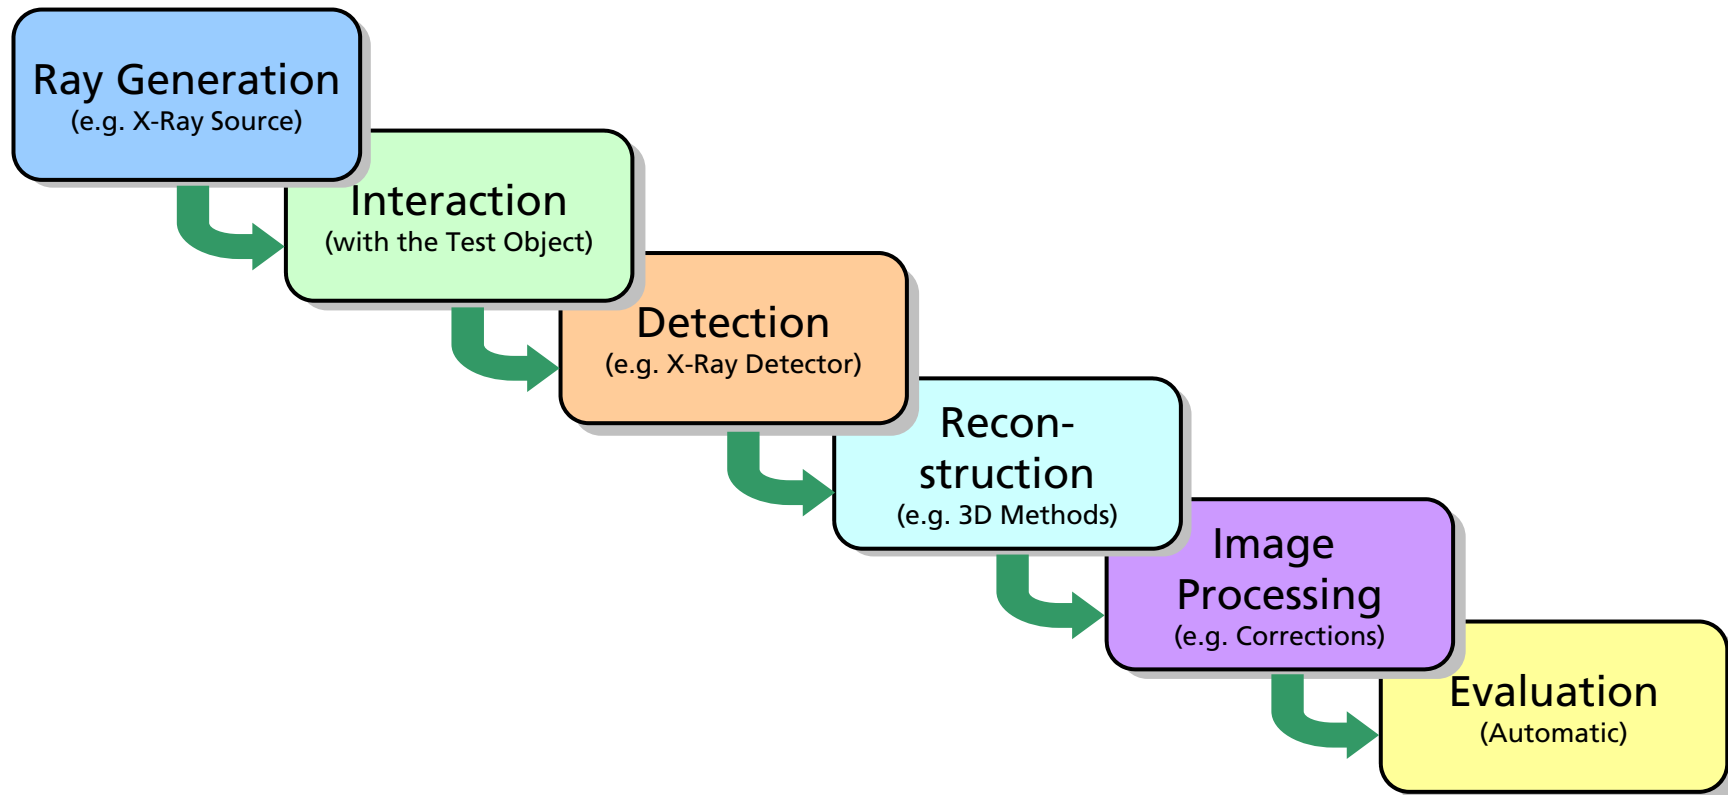 Ray Generation
(e.g. X-Ray Source)
Interaction
(with the Test Object)
Detection
(e.g. X-Ray Detector)
Recon-
struction
(e.g. 3D Methods)
Image
Processing
(e.g. Corrections)
Evaluation
(Automatic)